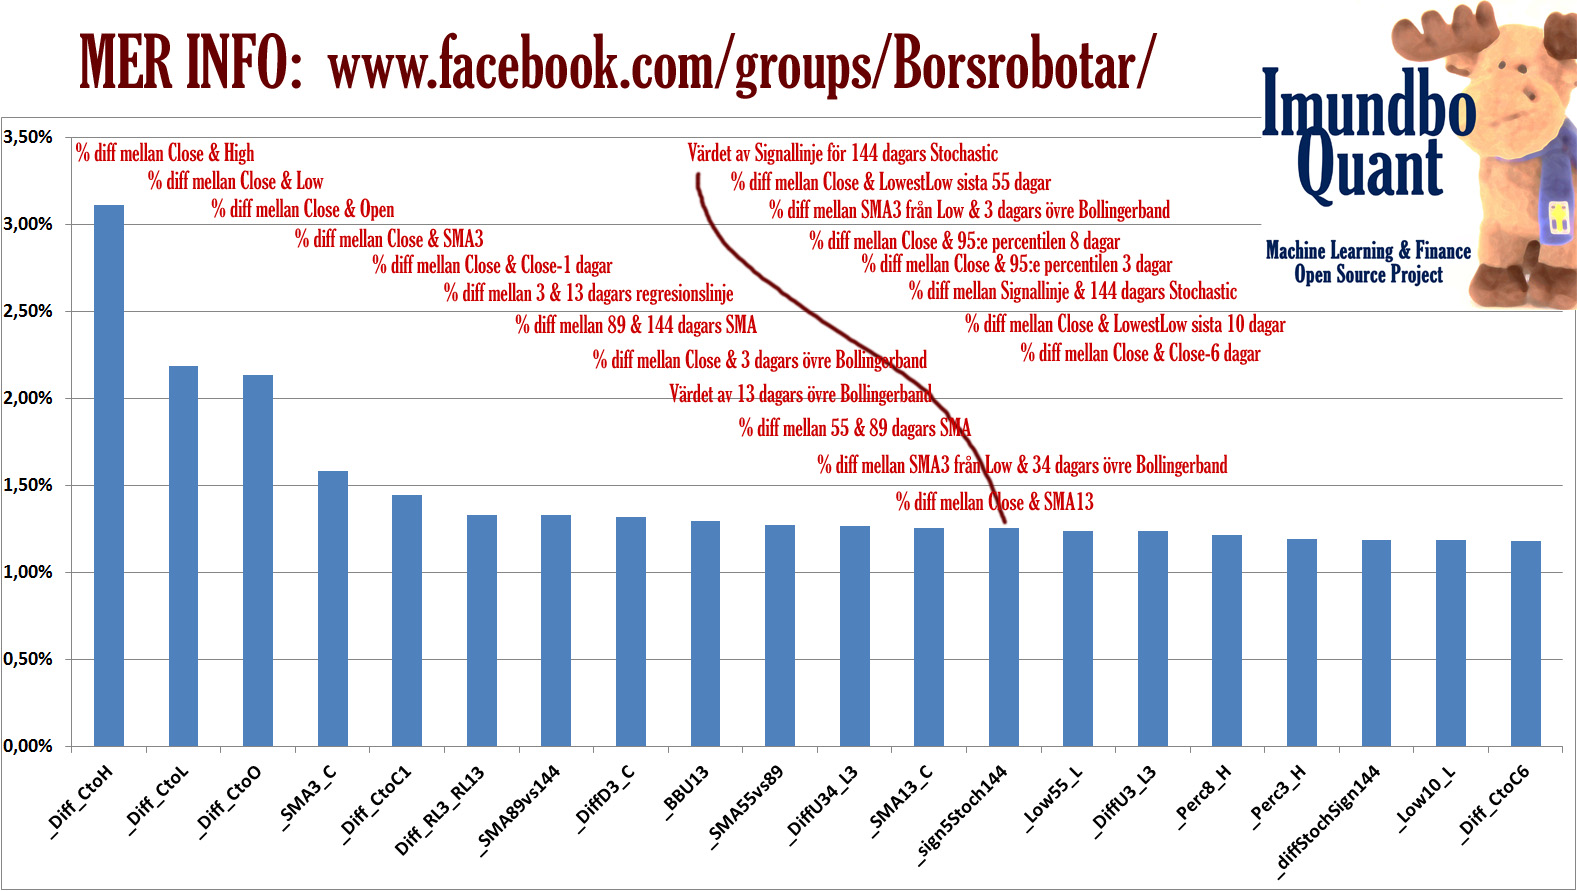 MER INFO: www.facebook.com/groups/Borsrobotar/
Imundbo
Quant
Machine Learning & Finance
Open Source Project
3,50%
3,00%
2,50%
2,00%
1,50%
1,00%
0,50%
0,00%
% diff mellan Close & High
% diff mellan Close & Low
% diff mellan Close & Open
% diff mellan Close & SMA3
% diff mellan Close & Close-1 dagar
% diff mellan 3 & 13 dagars regresionslinje
% diff mellan 89 & 144 dagars SMA
% diff mellan Close & 3 dagars övre Bollingerband
Värdet av 13 dagars övre Bollingerband
% diff mellan 55 & 89 dagars SMA
% diff mellan SMA3 från Low & 34 dagars övre Bollingerband
% diff mellan Close & SMA13
Värdet av Signallinje för 144 dagars Stochastic
% diff mellan Close & LowestLow sista 55 dagar
% diff mellan SMA3 från Low & 3 dagars övre Bollingerband
% diff mellan Close & 95:e percentilen 8 dagar
% diff mellan Close & 95:e percentilen 3 dagar
% diff mellan Signallinje & 144 dagars Stochastic
% diff mellan Close & LowestLow sista 10 dagar
% diff mellan Close & Close-6 dagar
_Diff_CtoH
_Diff_CtoL
_Diff_CtoO
_SMA3_C
_Diff_CtoC1
Diff_RL3_RL13
_SMA89vs144
_DiffD3_C
_BBU13
_SMA55vs89
_DiffU34_L3
_SMA13_C
_sign5Stoch144
_Low55_L
_DiffU3_L3
_Perc8_H
_Perc3_H
_diffStochSign144
_Low10_L
_Diff_CtoC6